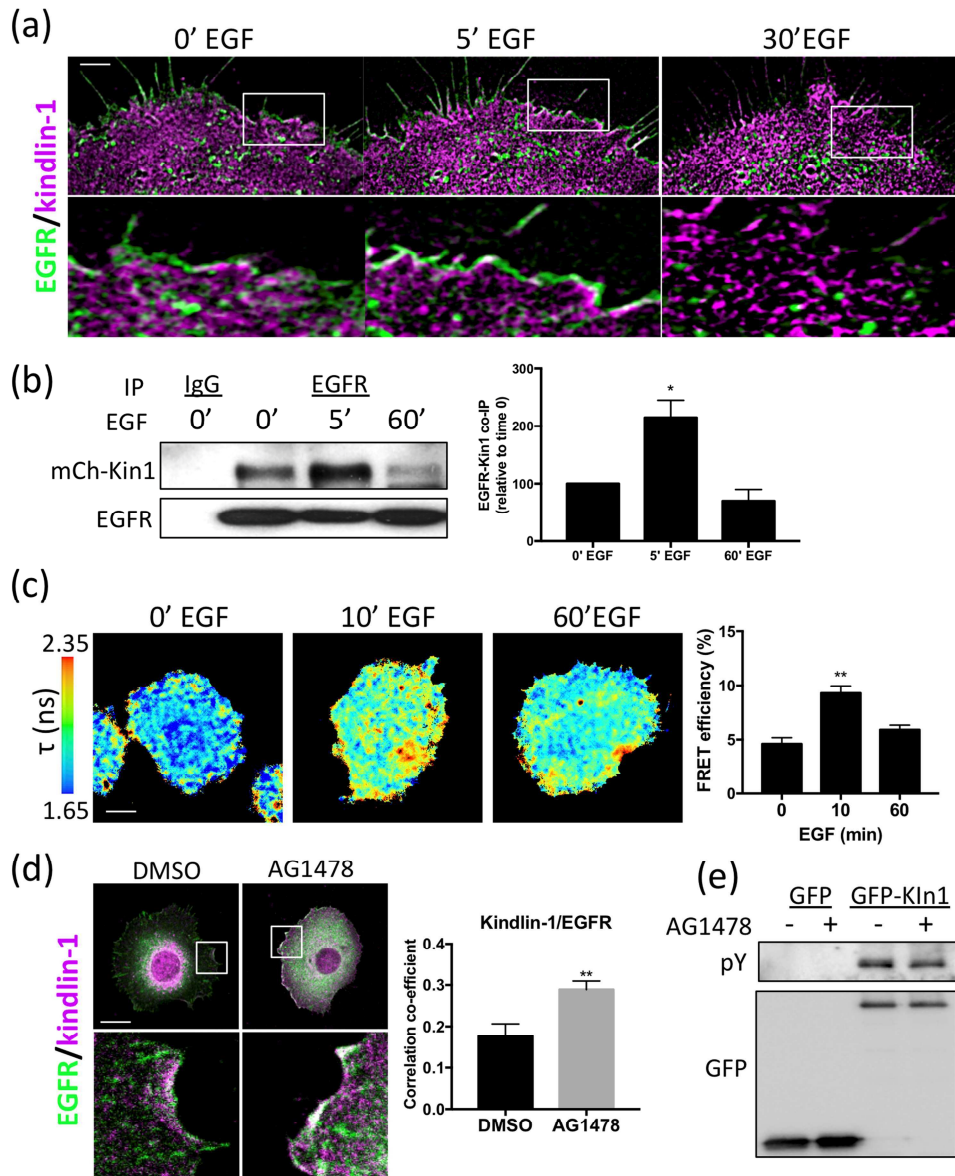 (a)
0’ EGF 5’ EGF 30’EGF
EGFR/kindlin-1
(b)
IP IgG EGFR
EGF 0’ 0’ 5’ 60’
mCh-Kin1
EGFR
EGFR-Kin1 co-IP
(relative to time 0)
300
200
100
0
*
0' EGF 5' EGF 60' EGF
(c)
0’ EGF 10’ EGF 60’EGF
2.35
τ (ns)
1.65
FRET efficiency (%)
15
10
5
0
**
0 10 60
EGF (min)
(d)
DMSO AG1478
EGFR/kindlin-1
Kindlin-1/EGFR
Correlation co-efficient
0.4
0.3
0.2
0.1
0.0
**
DMSO AG1478
(e)
GFP GFP-KIn1
AG1478 - + - +
pY
GFP